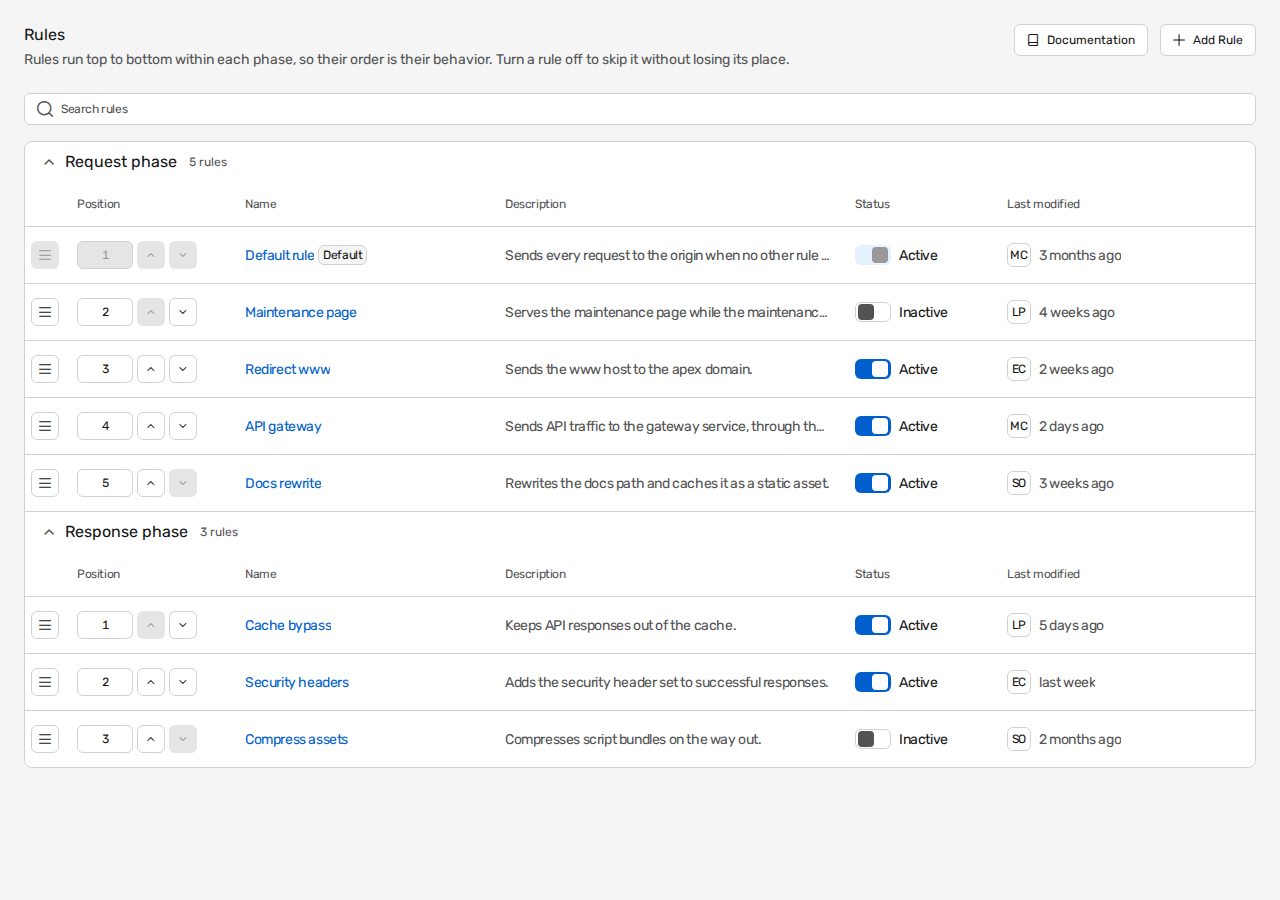 Rules
Rules run top to bottom within each phase, so their order is their behavior. Turn a rule off to skip it without losing its place.
Documentation
Add Rule
Search rules
Request phase 5 rules
Position Name Description Status Last modified
1 Default rule Default Sends every request to the origin when no other rule ... Active MC 3 months ago
2 Maintenance page Serves the maintenance page while the maintenanc... Inactive LP 4 weeks ago
3 Redirect www Sends the www host to the apex domain. Active EC 2 weeks ago
4 API gateway Sends API traffic to the gateway service, through th... Active MC 2 days ago
5 Docs rewrite Rewrites the docs path and caches it as a static asset. Active SO 3 weeks ago
Response phase 3 rules
Position Name Description Status Last modified
1 Cache bypass Keeps API responses out of the cache. Active LP 5 days ago
2 Security headers Adds the security header set to successful responses. Active EC last week
3 Compress assets Compresses script bundles on the way out. Inactive SO 2 months ago